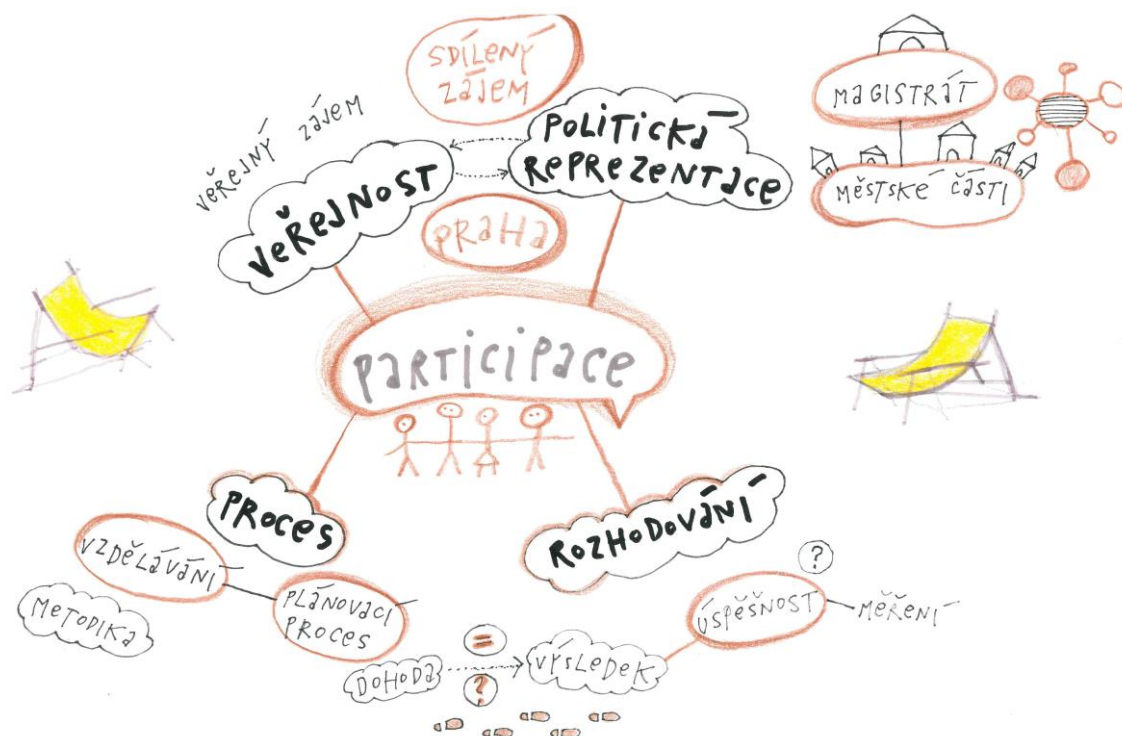 SDÍLENÝ
ZÁJEM
VEŘEJNÝ ZÁJEM
VEŘEJNOST
POLITICKÁ
REPREZENTACE
MAGISTRÁT
MĚSTSKÉ ČÁSTI
PRAHA
PARTICIPACE
PROCES
ROZHODOVÁNÍ
VZDĚLÁVÁNÍ
METODIKA
PLÁNOVACÍ
PROCES
DOHODA
=
?
VÝSLEDEK
ÚSPĚŠNOST
?
MĚŘENÍ